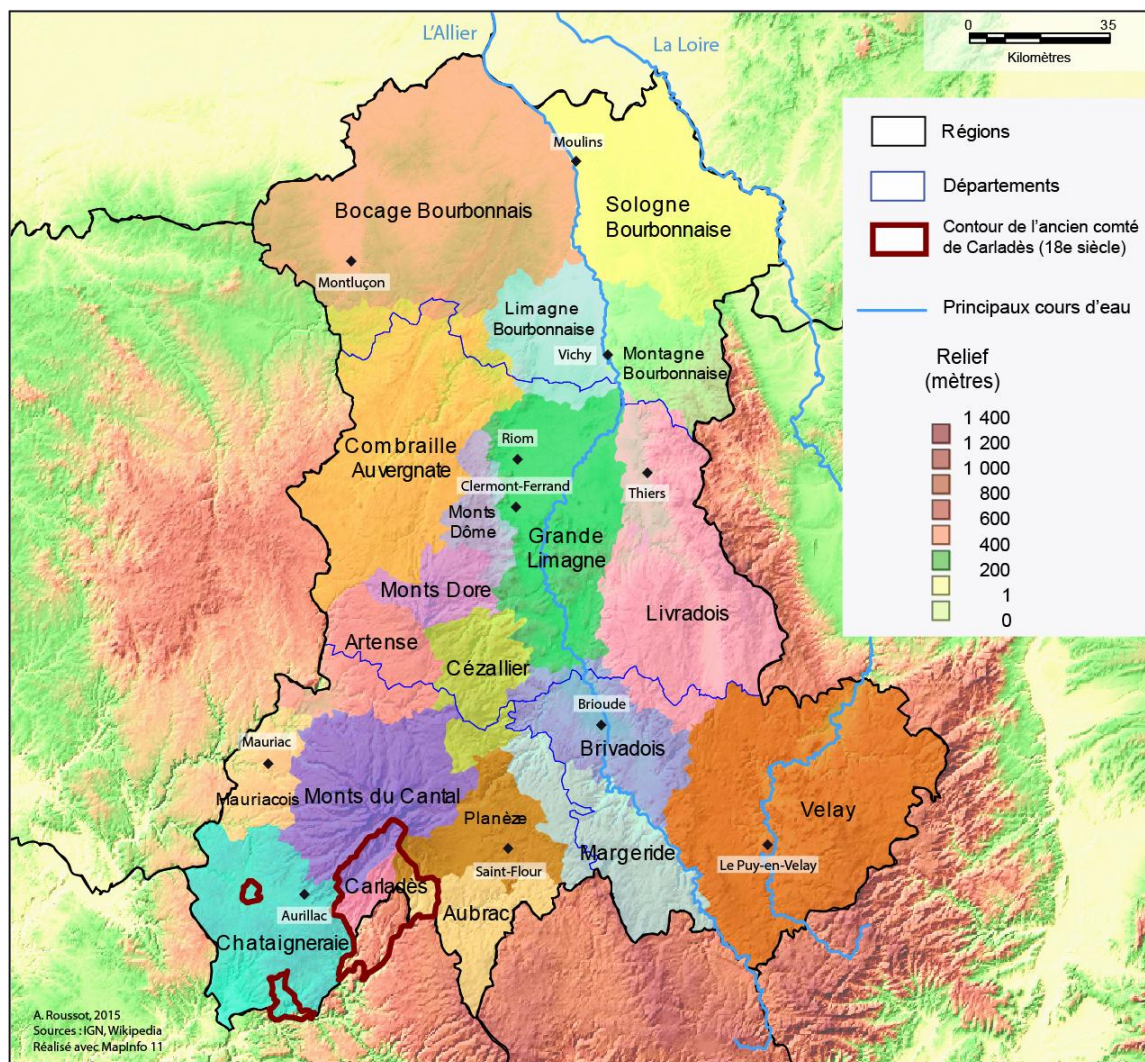 L'Allier
La Loire
0 35
Kilomètres
Régions
Départements
Contour de l'ancien comté
de Carladès (18e siècle)
Principaux cours d'eau
Relief
(mètres)
1 400
1 200
1 000
800
600
400
200
1
0
Moulins
Bocage Bourbonnais
Sologne
Bourbonnaise
Montluçon
Limagne
Bourbonnaise
Vichy
Montagne
Bourbonnaise
Combraille
Auvergnate
Riom
Clermont-Ferrand
Thiers
Monts
Dôme
Grande
Limagne
Monts Dore
Livradois
Artense
Cézallier
Brioude
Brivadois
Mauriac
Mauriacois
Monts du Cantal
Planèze
Saint-Flour
Margeride
Velay
Le Puy-en-Velay
Carladès
Aurillac
Aubrac
Chataigneraie
A. Roussot, 2015
Sources : IGN, Wikipedia
Réalisé avec MapInfo 11